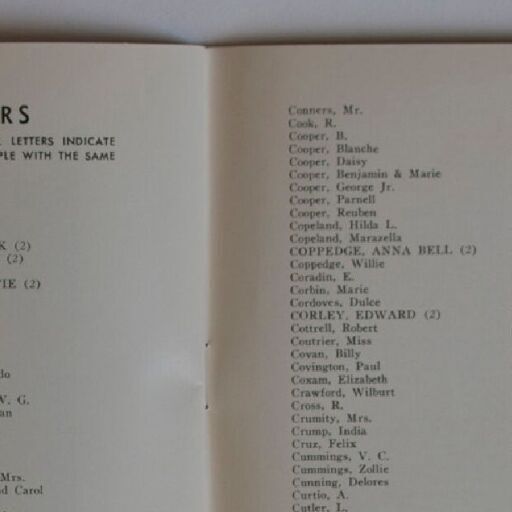 RS
LETTERS INDICATE
PLE WITH THE SAME
K (2)
(2)
TIE (2)
do
V. G.
an
Mrs.
d Carol
Conners, Mr.
Cook, R.
Cooper, B.
Cooper, Blanche
Cooper, Daisy
Cooper, Benjamin & Marie
Cooper, George Jr.
Cooper, Parnell
Cooper, Reuben
Copeland, Hilda L.
Copeland, Marazella
COPPEDGE, ANNA BELL (2)
Coppedge, Willie
Coradin, E.
Corbin, Marie
Cordoves, Dulce
CORLEY, EDWARD (2)
Cottrell, Robert
Coutrier, Miss
Covan, Billy
Covington, Paul
Coxam, Elizabeth
Crawford, Wilburt
Cross, R.
Crumity, Mrs.
Crump, India
Cruz, Felix
Cummings, V. C.
Cummings, Zollie
Cunning, Delores
Curtio, A.
Cutler, L.